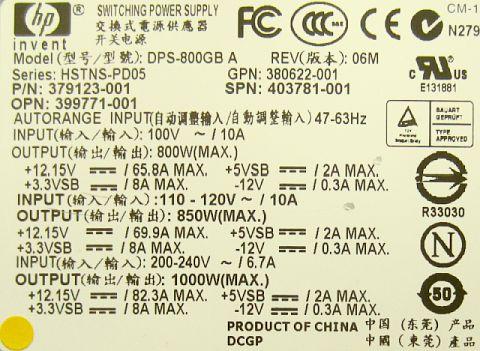 hp
invent
SWITCHING POWER SUPPLY
交換式電源供應器
开关电源
FC
CCC
CM-1
N279
Model(型号/型號): DPS-800GB A REV(版本): 06M
Series: HSTNS-PD05 GPN: 380622-001
P/N: 379123-001 SPN: 403781-001
OPN: 399771-001
E131881
AUTORANGE INPUT(自动调整输入/自動調整輸入) 47-63Hz
INPUT(输入/輸入): 100V ~ / 10A
OUTPUT(输出/輸出): 800W(MAX.)
+12.15V / 65.8A MAX. +5VSB / 2A MAX.
+3.3VSB / 8A MAX. -12V / 0.3A MAX.
INPUT(输入/輸入):110 - 120V ~ / 10A
OUTPUT(输出/輸出): 850W(MAX.)
+12.15V / 69.9A MAX. +5VSB / 2A MAX.
+3.3VSB / 8A MAX. -12V / 0.3A MAX.
INPUT(输入/輸入): 200-240V ~ / 6.7A
OUTPUT(输出/輸出): 1000W(MAX.)
+12.15V / 82.3A MAX. +5VSB / 2A MAX.
+3.3VSB / 8A MAX. -12V / 0.3A MAX.
BAUART
GEPRÜFT
TYPE
APPROVED
R33030
N
50
PRODUCT OF CHINA 中国 (东莞) 产品
DCGP 中國 (東莞) 產品